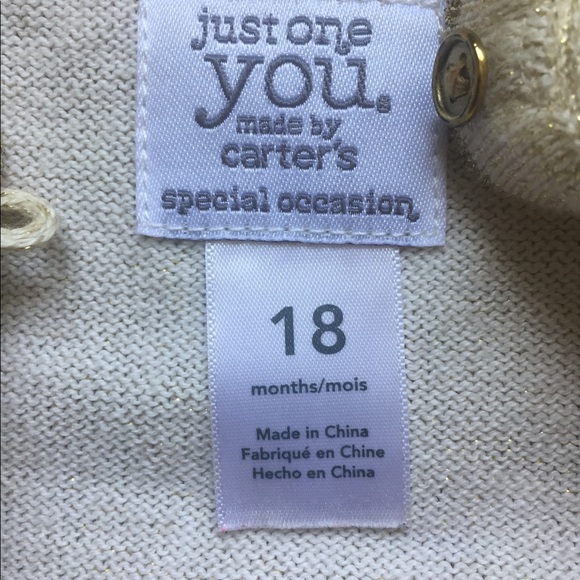 just one
you®
made by
carter's
special occasion
18
months/mois
Made in China
Fabriqué en Chine
Hecho en China